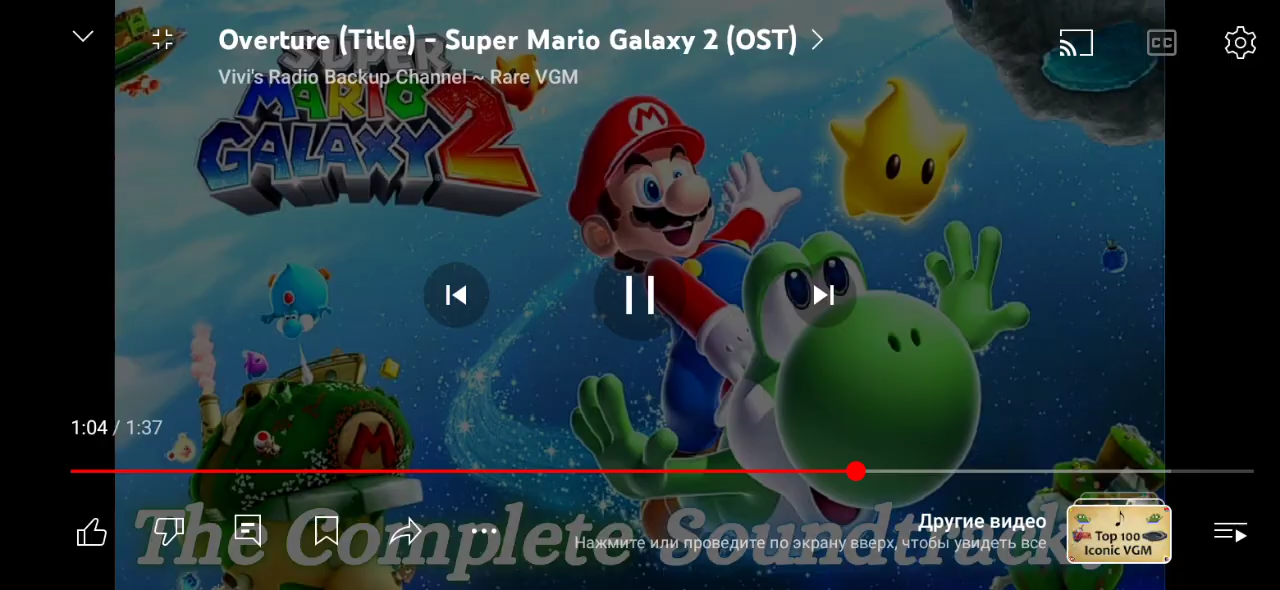 Overture (Title) - Super Mario Galaxy 2 (OST)
Vivi's Radio Backup Channel ~ Rare VGM
CC
SUPER
MARIO
GALAXY 2
M
M
1:04 / 1:37
The Complete Soundtrack
Другие видео
Нажмите или проведите по экрану вверх, чтобы увидеть все
Top 100
Iconic VGM